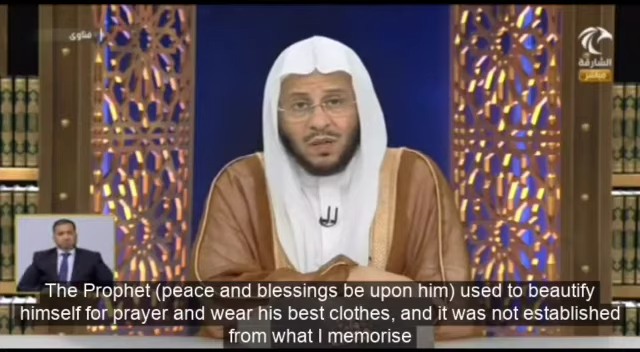 فتاوى
الشارقة
مباشر
The Prophet (peace and blessings be upon him) used to beautify
himself for prayer and wear his best clothes, and it was not established
from what I memorise